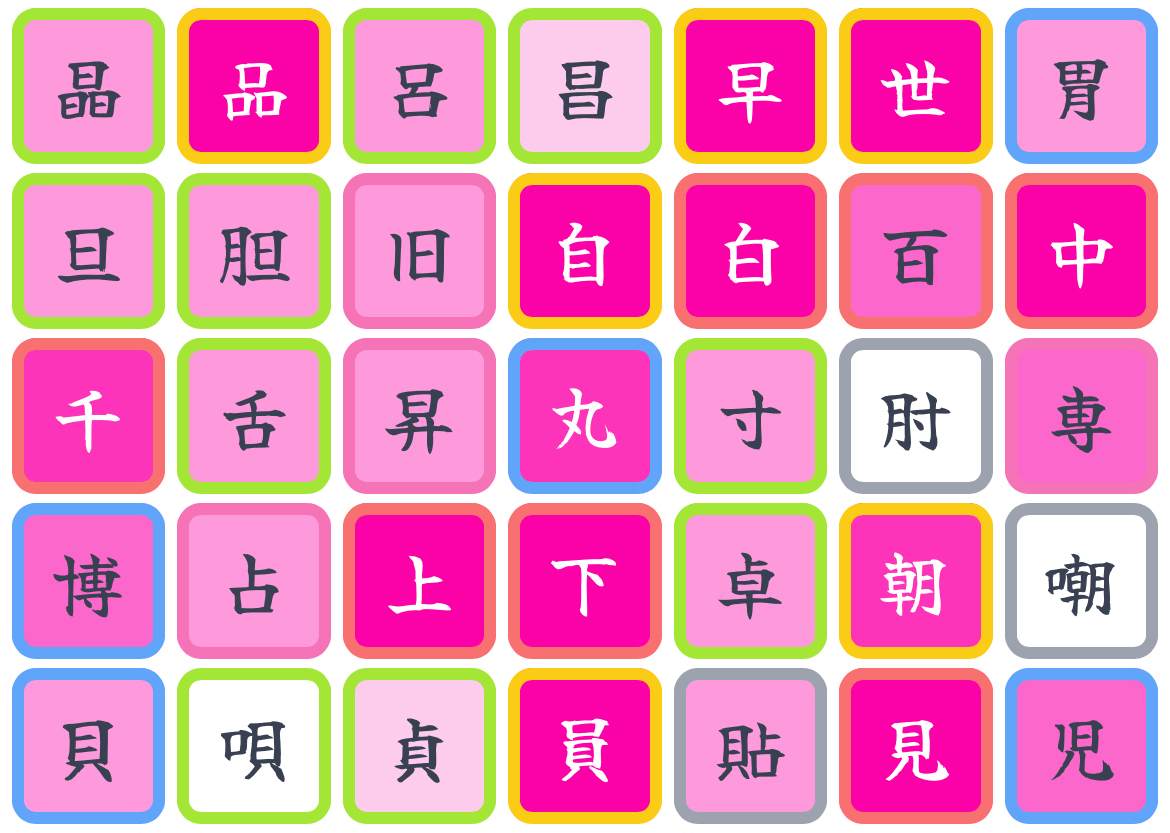 晶 品 呂 昌 早 世 胃
旦 胆 旧 自 白 百 中
千 舌 昇 丸 寸 肘 専
博 占 上 下 卓 朝 嘲
貝 唄 貞 員 貼 見 児